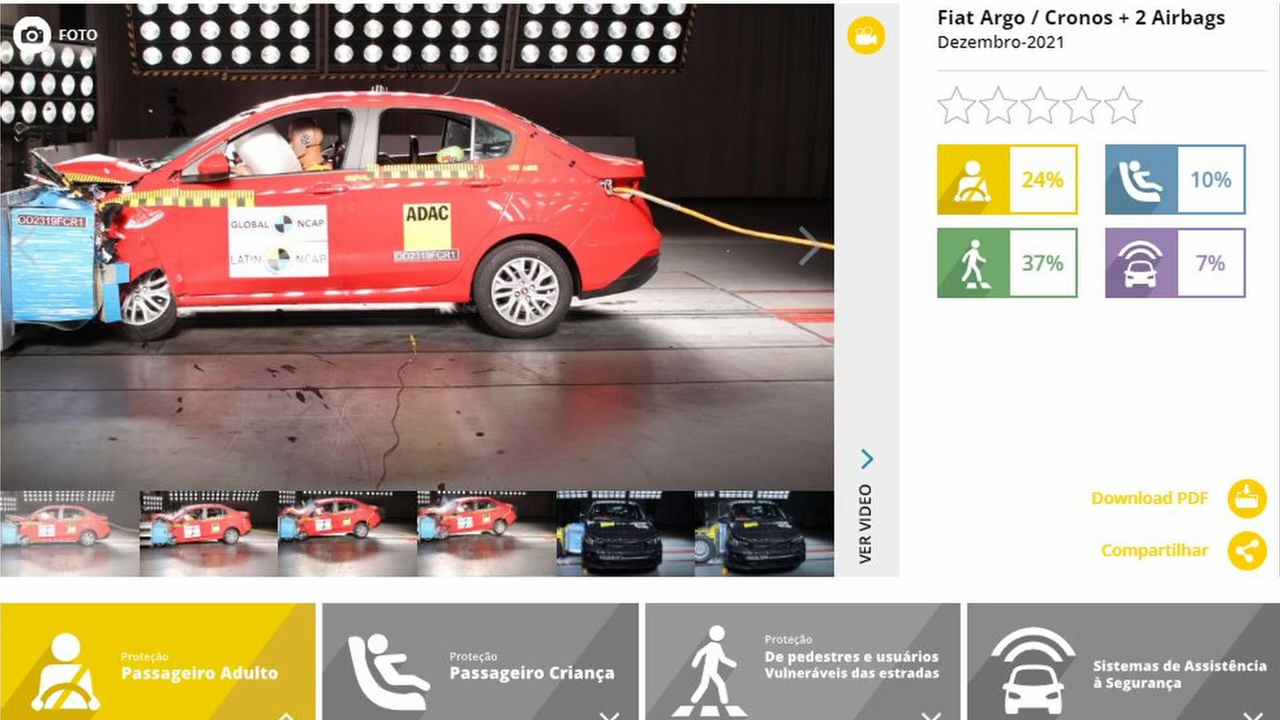 FOTO
Fiat Argo / Cronos + 2 Airbags
Dezembro-2021
24%
10%
37%
7%
OD2319FCR1
GLOBAL NCAP
LATIN NCAP
ADAC
OD2319FCR1
VER VIDEO
Download PDF
Compartilhar
Proteção
Passageiro Adulto
Proteção
Passageiro Criança
Proteção
De pedestres e usuários
Vulneráveis das estradas
Sistemas de Assistência
à Segurança